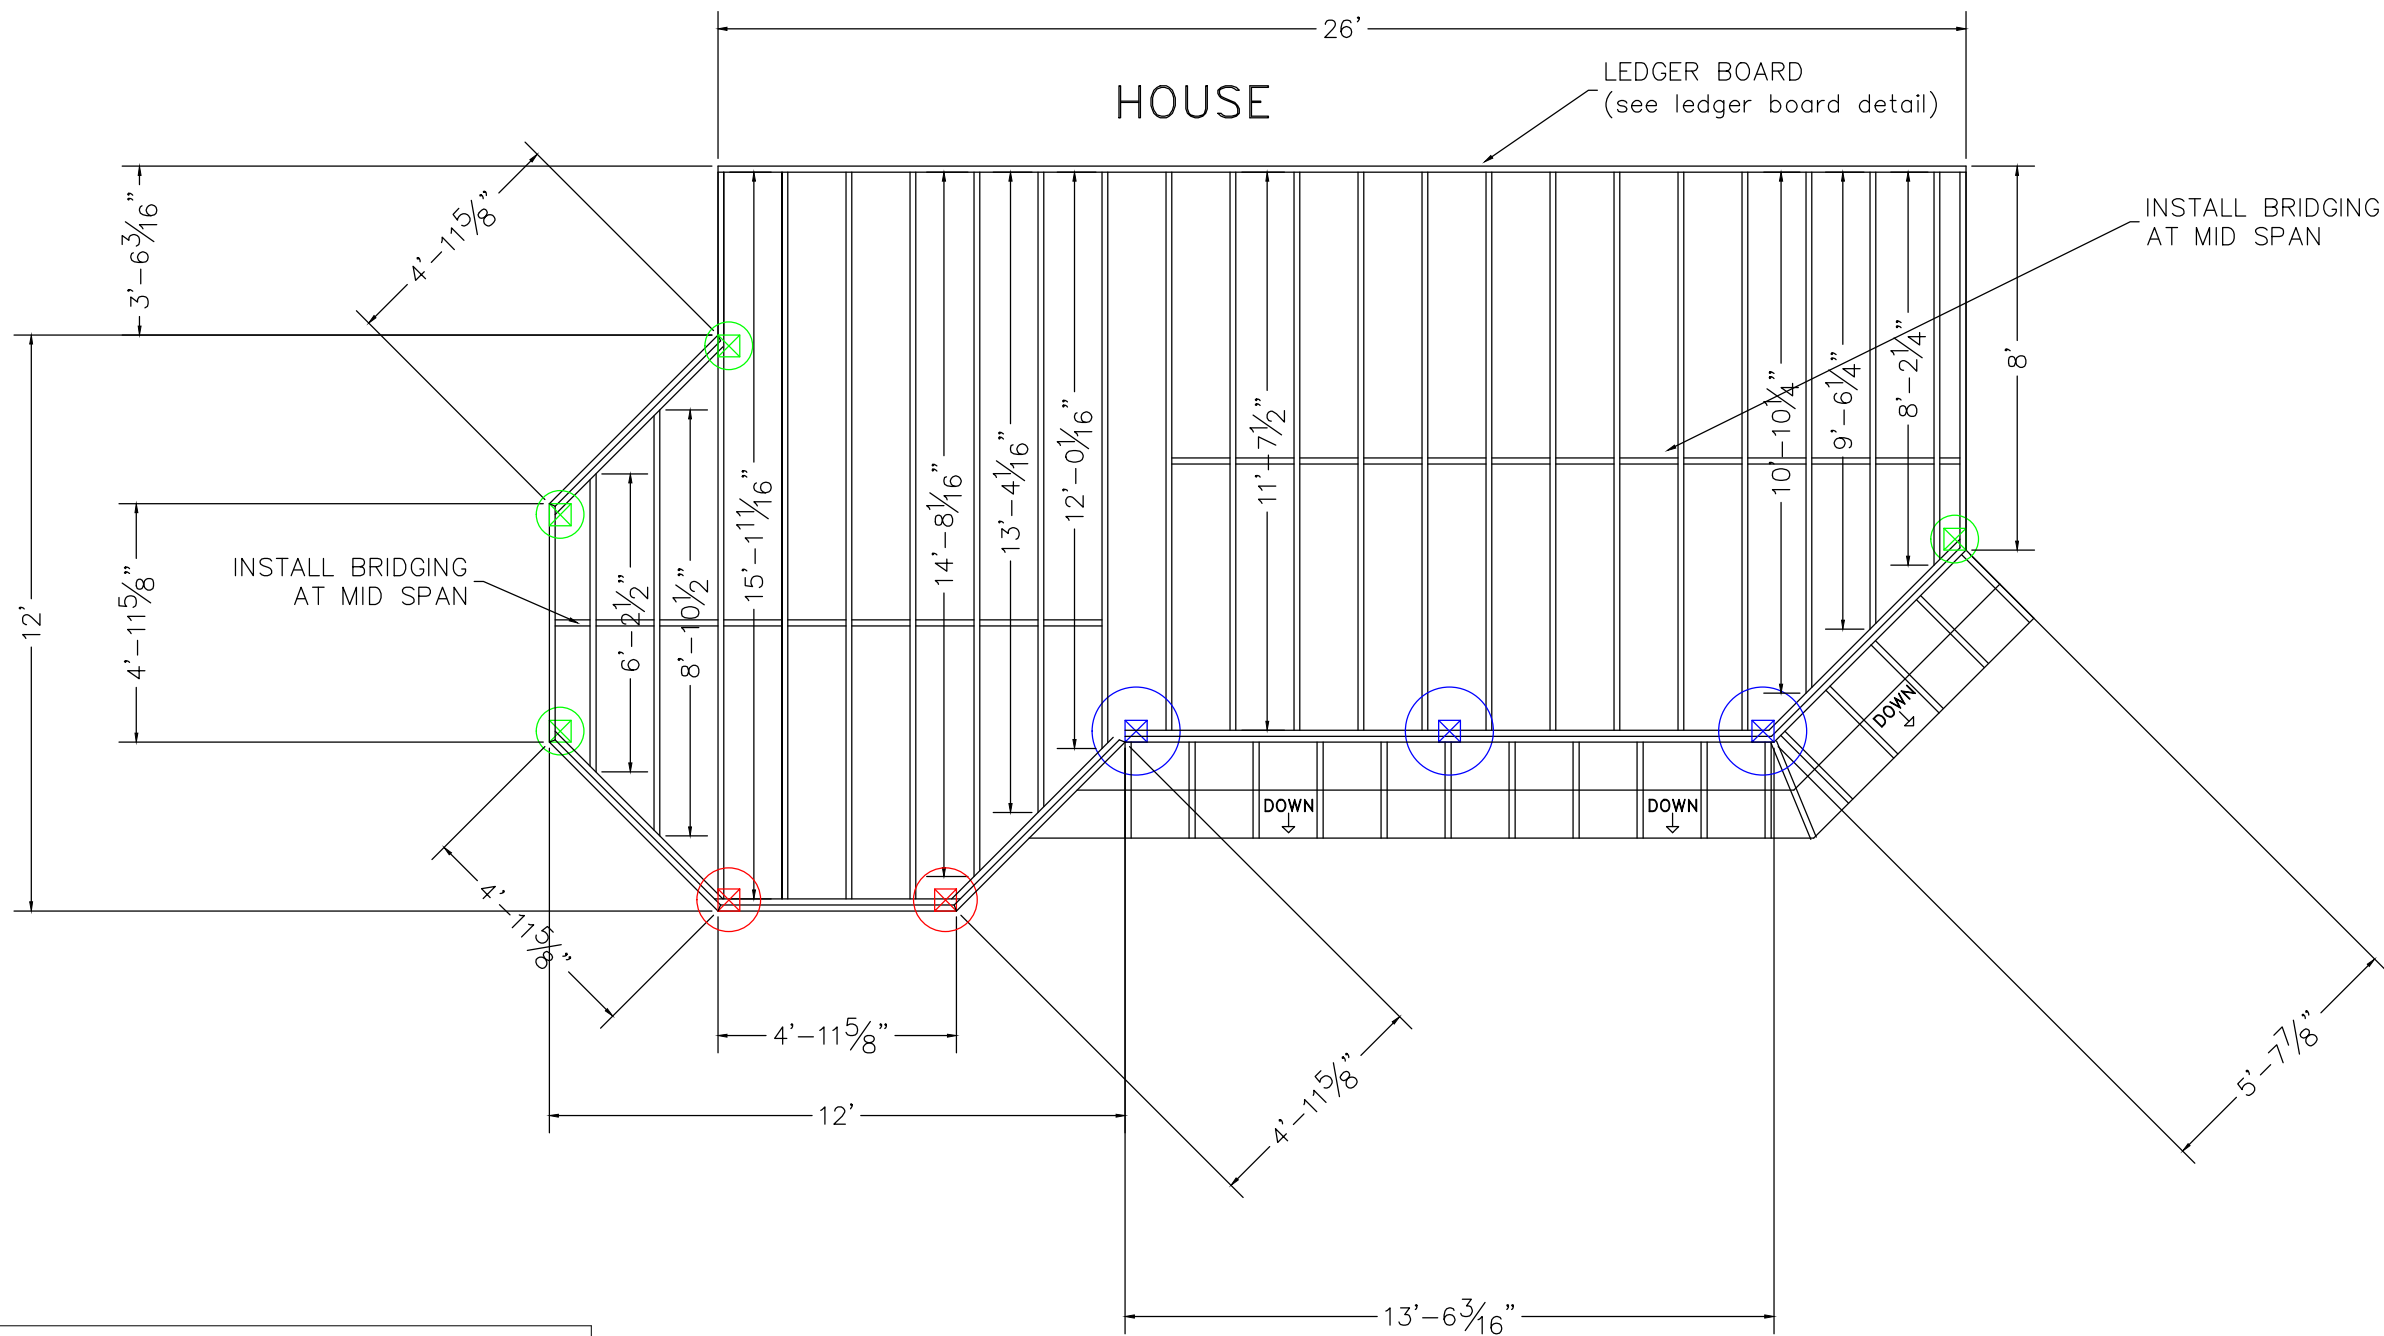 26'
LEDGER BOARD
(see ledger board detail)
HOUSE
INSTALL BRIDGING
AT MID SPAN
3'-6 3/16"
4'-11 5/8"
8'
12'
4'-11 5/8"
INSTALL BRIDGING
AT MID SPAN
6'-2 1/2"
8'-10 1/2"
15'-1 11/16"
14'-8 1/16"
13'-4 1/16"
12'-0 1/16"
11'-7 1/2"
10'-10 1/4"
9'-6 1/4"
8'-2 1/4"
DOWN
DOWN
DOWN
4'-11 5/8"
4'-11 5/8"
4'-11 5/8"
5'-7 7/8"
12'
13'-6 3/16"